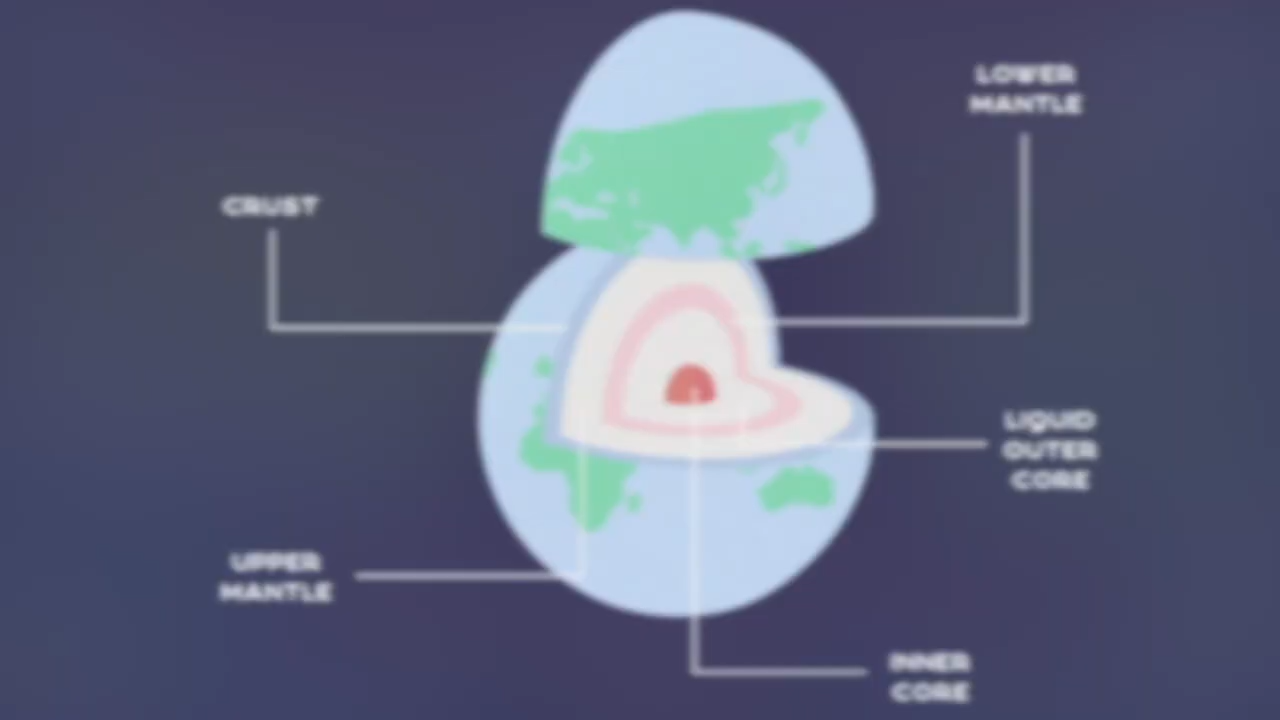 LOWER
MANTLE
CRUST
LIQUID
OUTER
CORE
UPPER
MANTLE
INNER
CORE